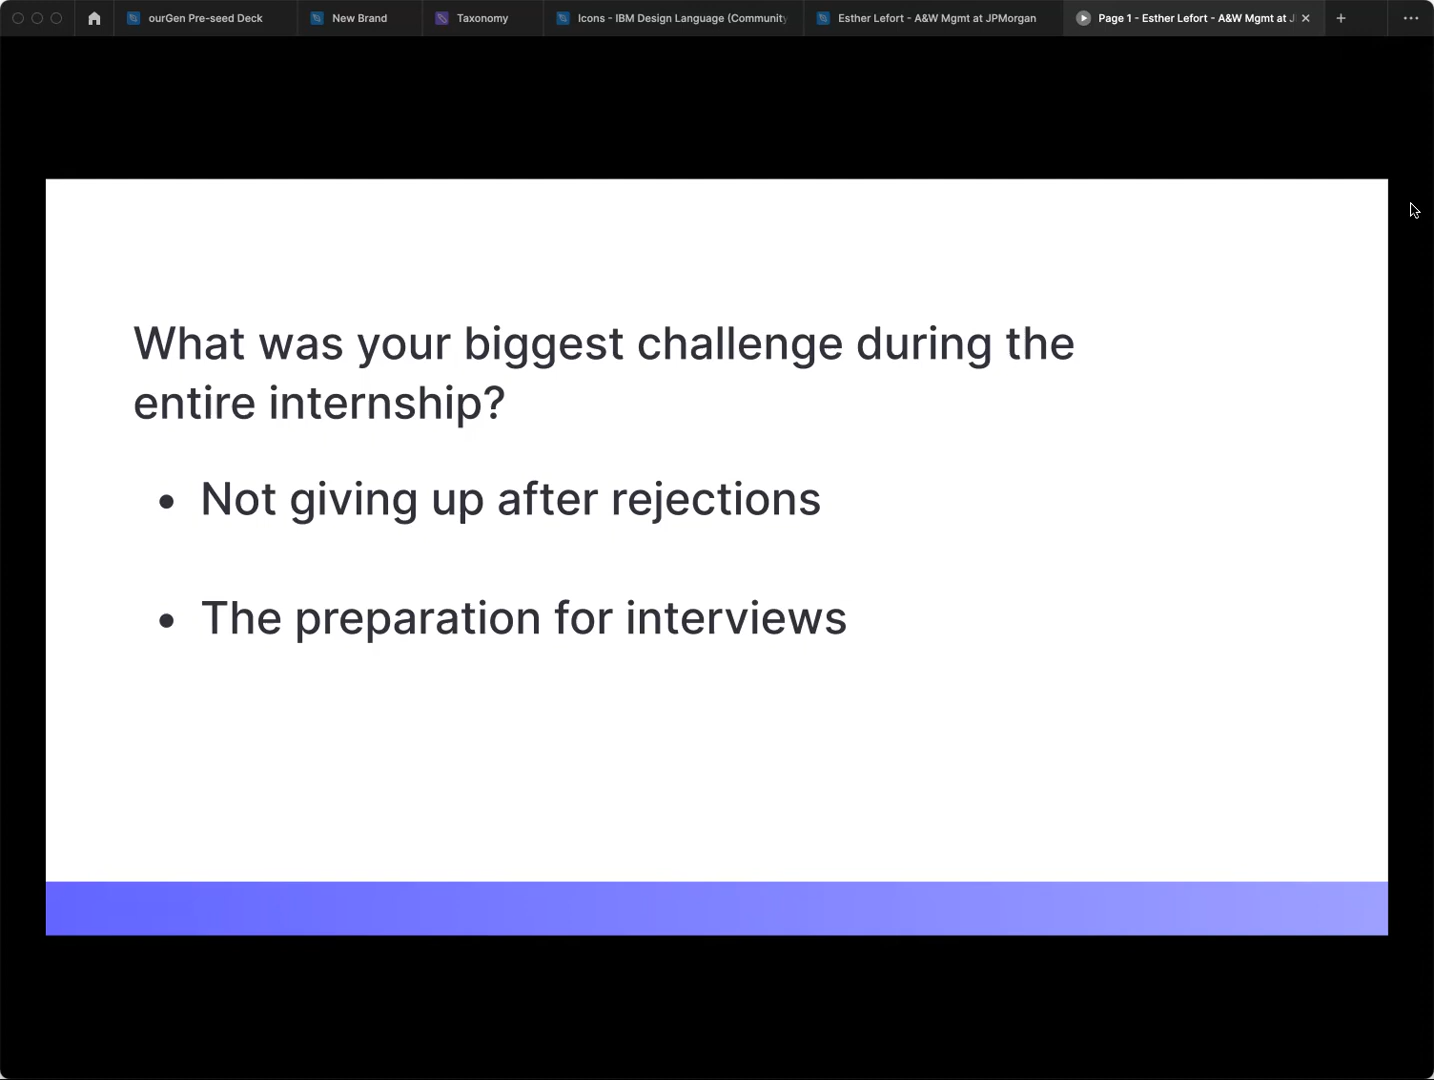 ourGen Pre-seed Deck
New Brand
Taxonomy
Icons - IBM Design Language (Community
Esther Lefort - A&W Mgmt at JPMorgan
Page 1 - Esther Lefort - A&W Mgmt at J
What was your biggest challenge during the
entire internship?
• Not giving up after rejections
• The preparation for interviews